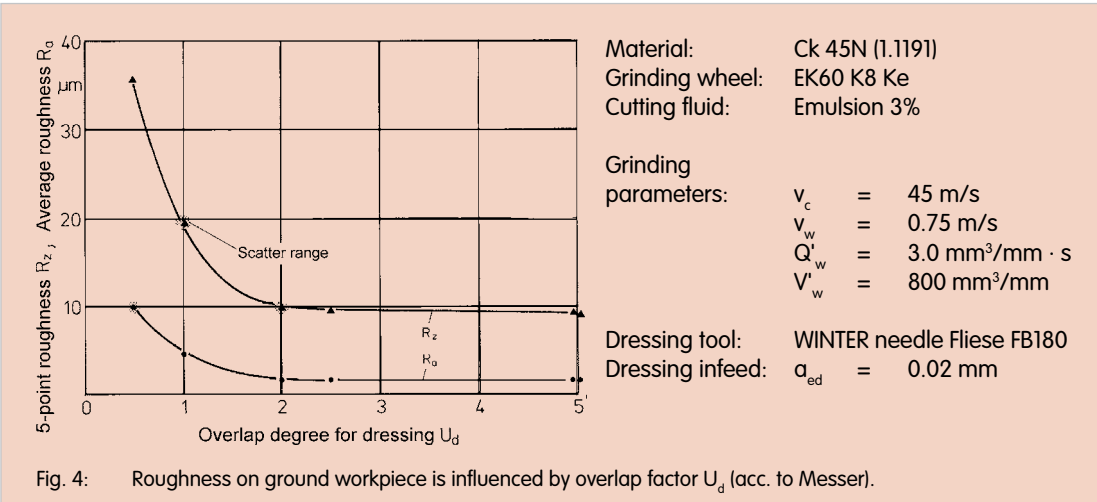 5-point roughness Rz, Average roughness Ra
40
µm
30
20
10
0 1 2 3 4 5
Scatter range
Rz
Ra
Overlap degree for dressing Ud
Material: Ck 45N (1.1191)
Grinding wheel: EK60 K8 Ke
Cutting fluid: Emulsion 3%
Grinding
parameters: vc = 45 m/s
vw = 0.75 m/s
Q'w = 3.0 mm³/mm · s
V'w = 800 mm³/mm
Dressing tool: WINTER needle Fliese FB180
Dressing infeed: aed = 0.02 mm
Fig. 4: Roughness on ground workpiece is influenced by overlap factor Ud (acc. to Messer).